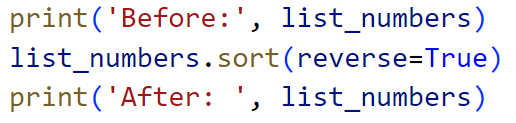 print('Before:', list_numbers)
list_numbers.sort(reverse=True)
print('After: ', list_numbers)